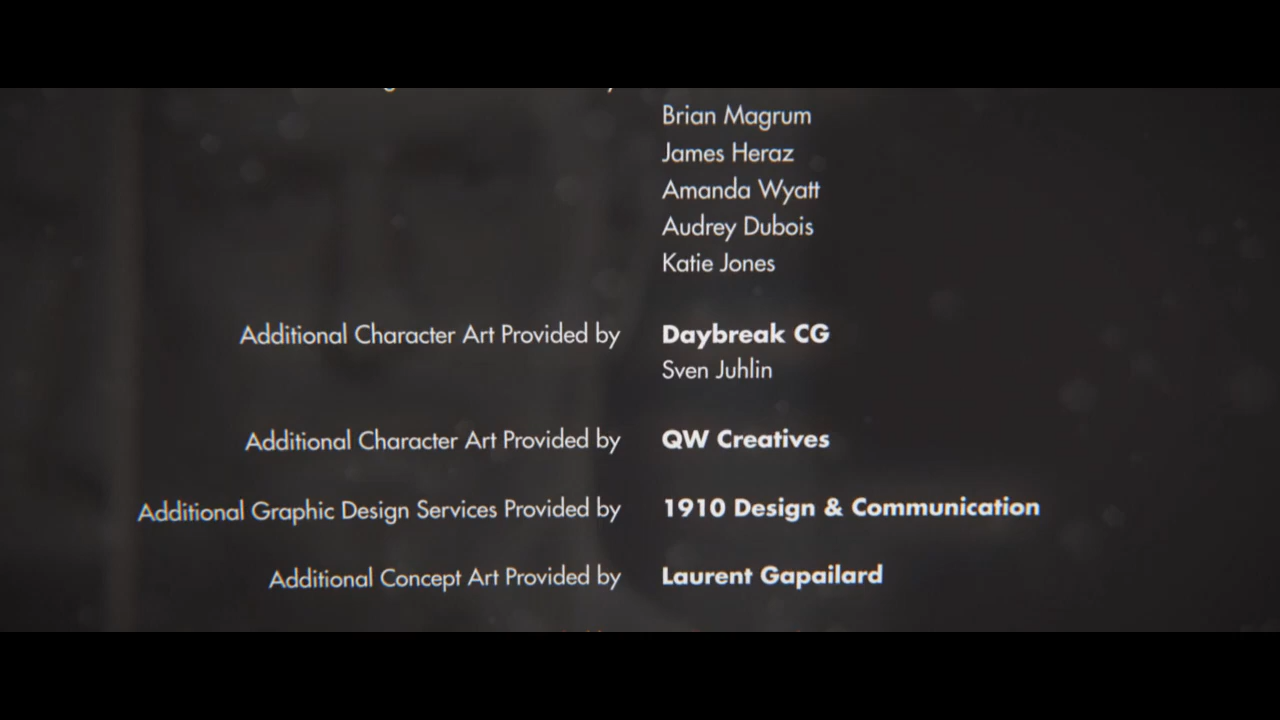 Brian Magrum
James Heraz
Amanda Wyatt
Audrey Dubois
Katie Jones
Additional Character Art Provided by Daybreak CG
Sven Juhlin
Additional Character Art Provided by QW Creatives
Additional Graphic Design Services Provided by 1910 Design & Communication
Additional Concept Art Provided by Laurent Gapailard